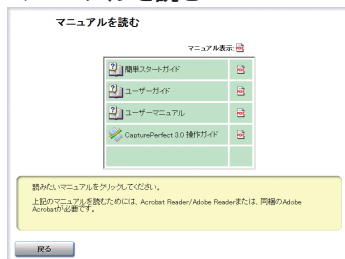 マニュアルを読む
マニュアル表示:
簡単スタートガイド
ユーザーガイド
ユーザーマニュアル
CapturePerfect 3.0 操作ガイド
読みたいマニュアルをクリックしてください。
上記のマニュアルを読むためには、Acrobat Reader/Adobe Readerまたは、同梱のAdobe
Acrobatが必要です。
戻る